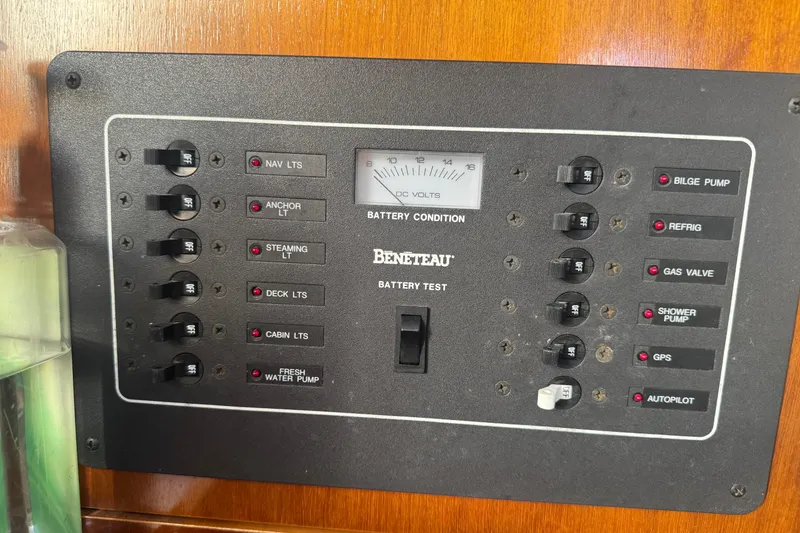 OFF
NAV LTS
OFF
ANCHOR
LT
OFF
STEAMING
LT
OFF
DECK LTS
OFF
CABIN LTS
OFF
FRESH
WATER PUMP
8 10 12 14 16
DC VOLTS
BATTERY CONDITION
BENETEAU
BATTERY TEST
OFF
BILGE PUMP
OFF
REFRIG
OFF
GAS VALVE
OFF
SHOWER
PUMP
OFF
GPS
OFF
AUTOPILOT